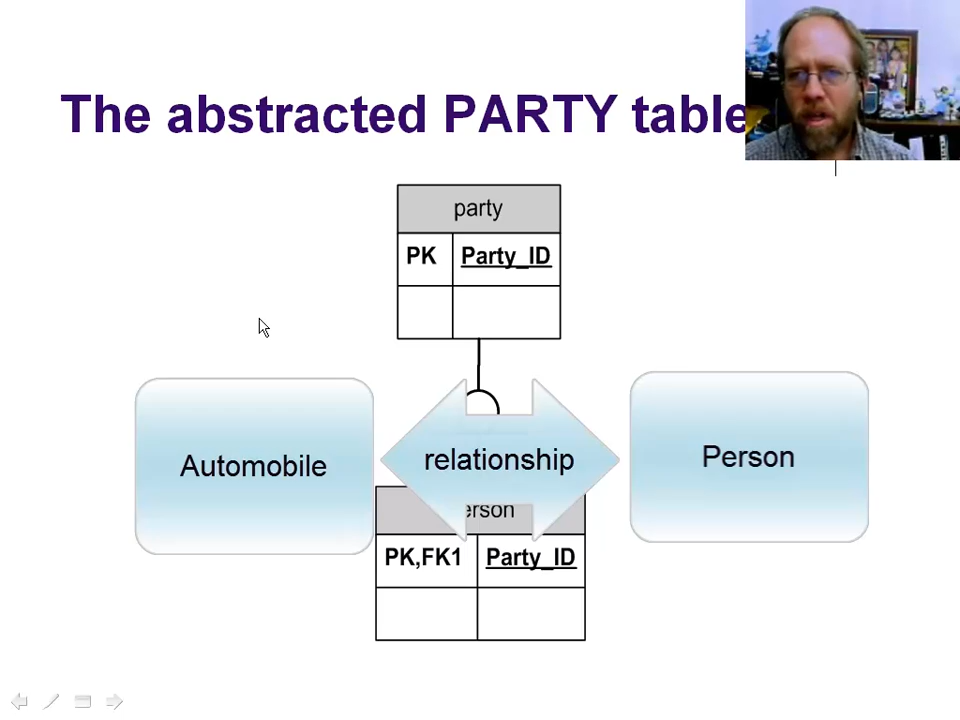 The abstracted PARTY table
party
PK Party_ID
Automobile
relationship
Person
erson
PK,FK1 Party_ID